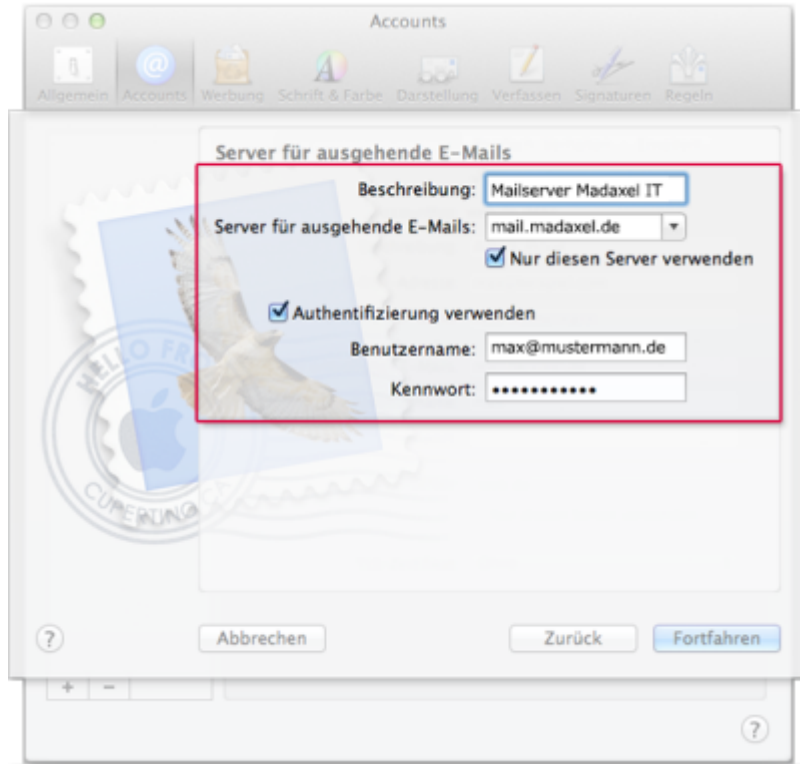 Accounts
Allgemein Accounts Werbung Schrift & Farbe Darstellung Verfassen Signaturen Regeln
Server für ausgehende E-Mails
Beschreibung: Mailserver Madaxel IT
Server für ausgehende E-Mails: mail.madaxel.de
Nur diesen Server verwenden
Authentifizierung verwenden
Benutzername: max@mustermann.de
Kennwort: •••••••••••
HELLO FR
CUPERTINO
? Abbrechen Zurück Fortfahren
+ −
?